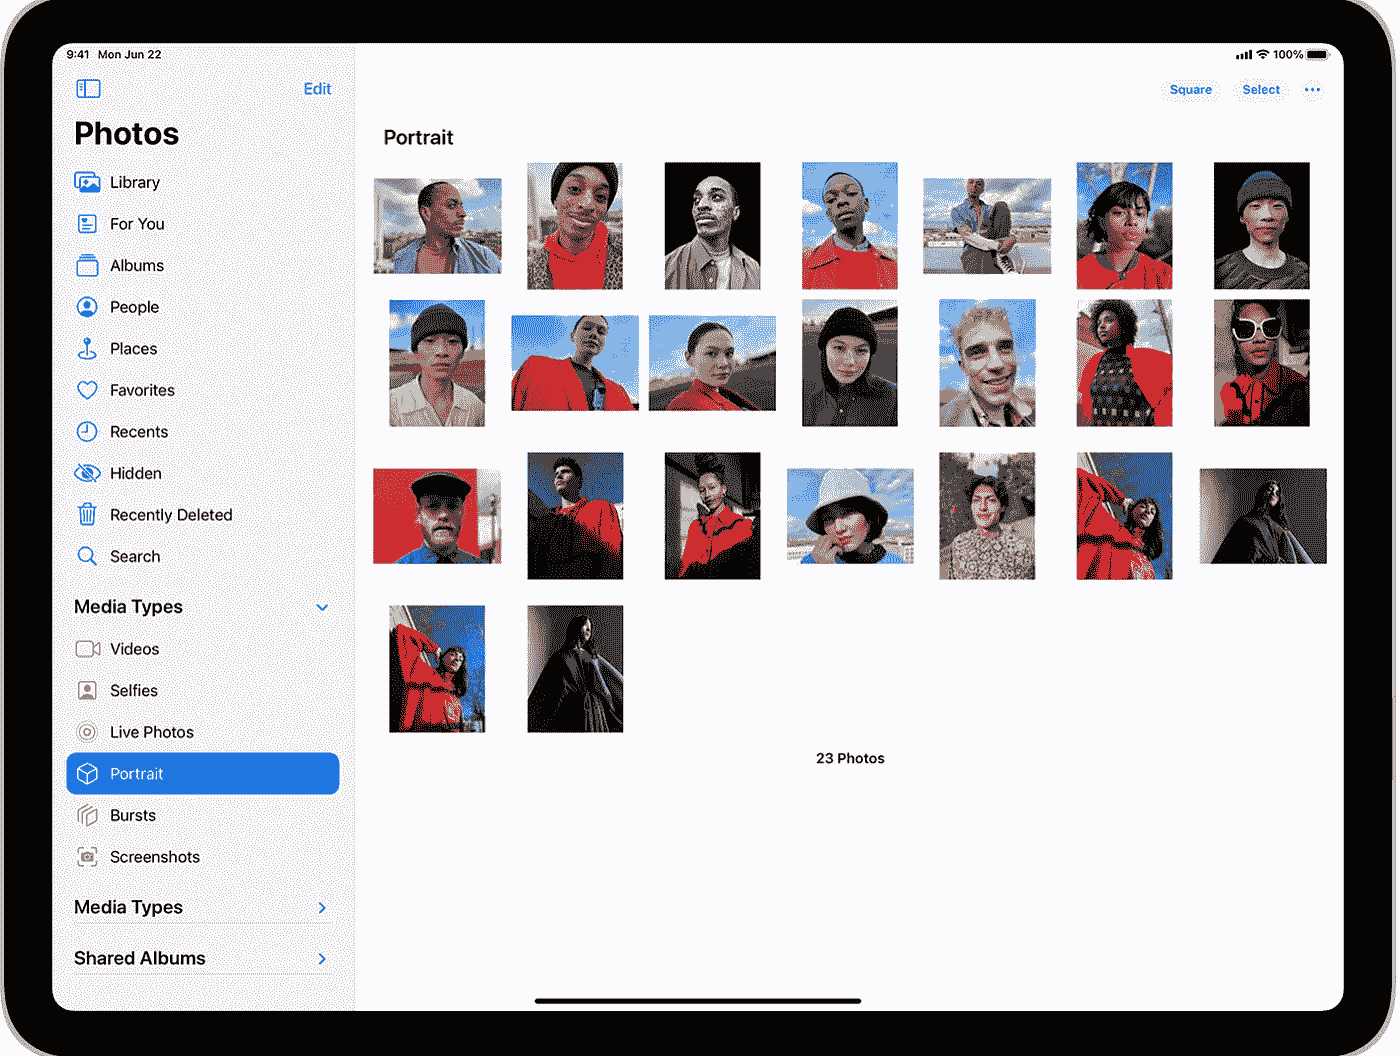 9:41 Mon Jun 22
100%
Edit
Square
Select
Photos
Library
For You
Albums
People
Places
Favorites
Recents
Hidden
Recently Deleted
Search
Media Types
Videos
Selfies
Live Photos
Portrait
Bursts
Screenshots
Media Types
Shared Albums
Portrait
23 Photos